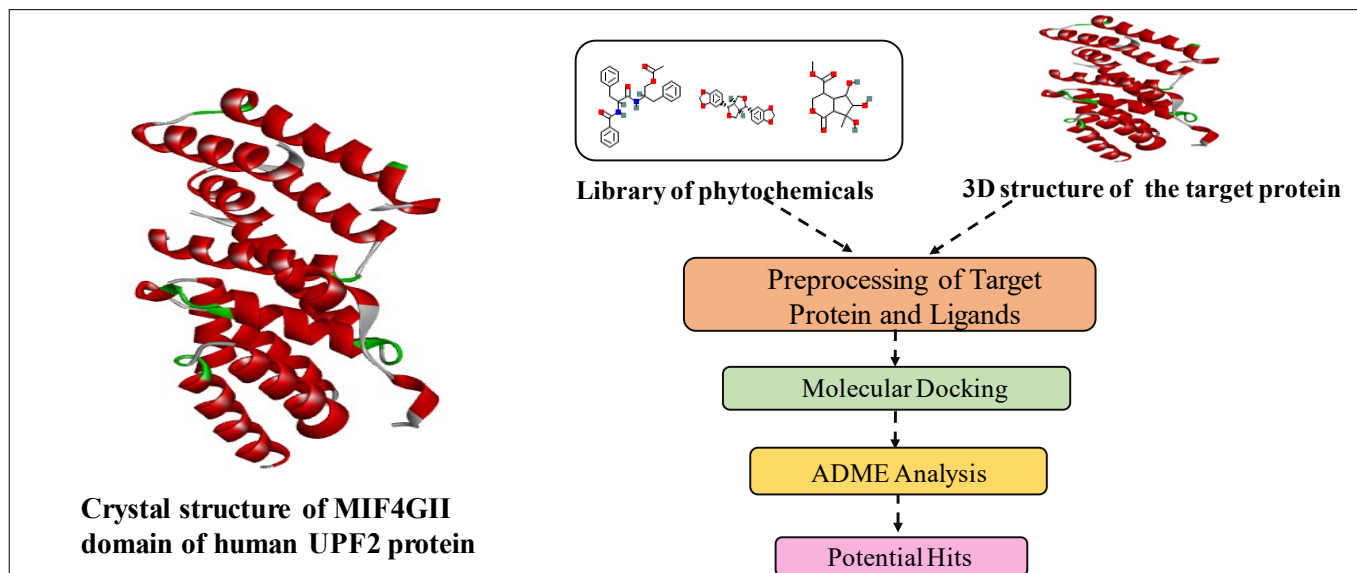 Crystal structure of MIF4GII
domain of human UPF2 protein
Library of phytochemicals
3D structure of the target protein
Preprocessing of Target
Protein and Ligands
Molecular Docking
ADME Analysis
Potential Hits